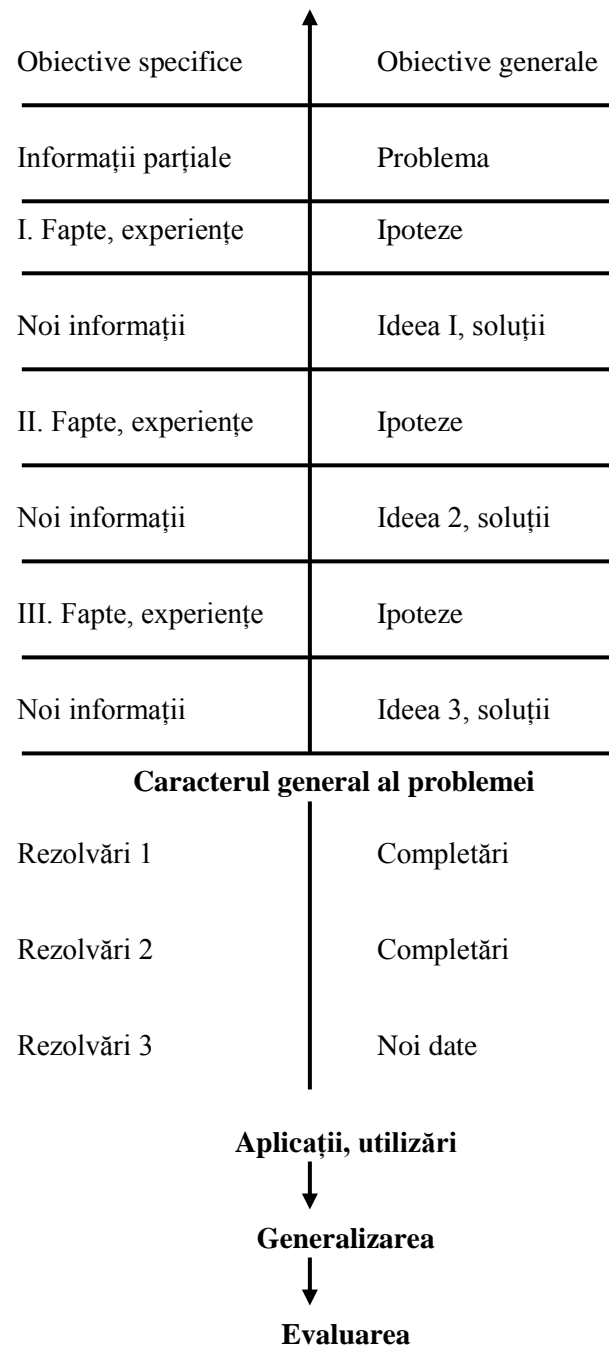 Obiective specifice Obiective generale
Informații parțiale Problema
I. Fapte, experiențe Ipoteze
Noi informații Ideea I, soluții
II. Fapte, experiențe Ipoteze
Noi informații Ideea 2, soluții
III. Fapte, experiențe Ipoteze
Noi informații Ideea 3, soluții
Caracterul general al problemei
Rezolvări 1 Completări
Rezolvări 2 Completări
Rezolvări 3 Noi date
Aplicații, utilizări
Generalizarea
Evaluarea